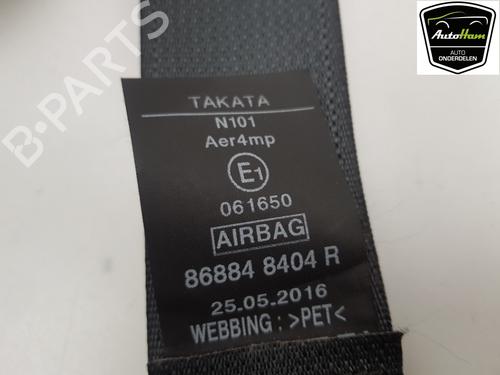 AutoHam
AUTO
ONDERDELEN
B-PARTS
TAKATA
N101
Aer4mp
E1
061650
AIRBAG
86884 8404 R
25.05.2016
WEBBING : >PET<